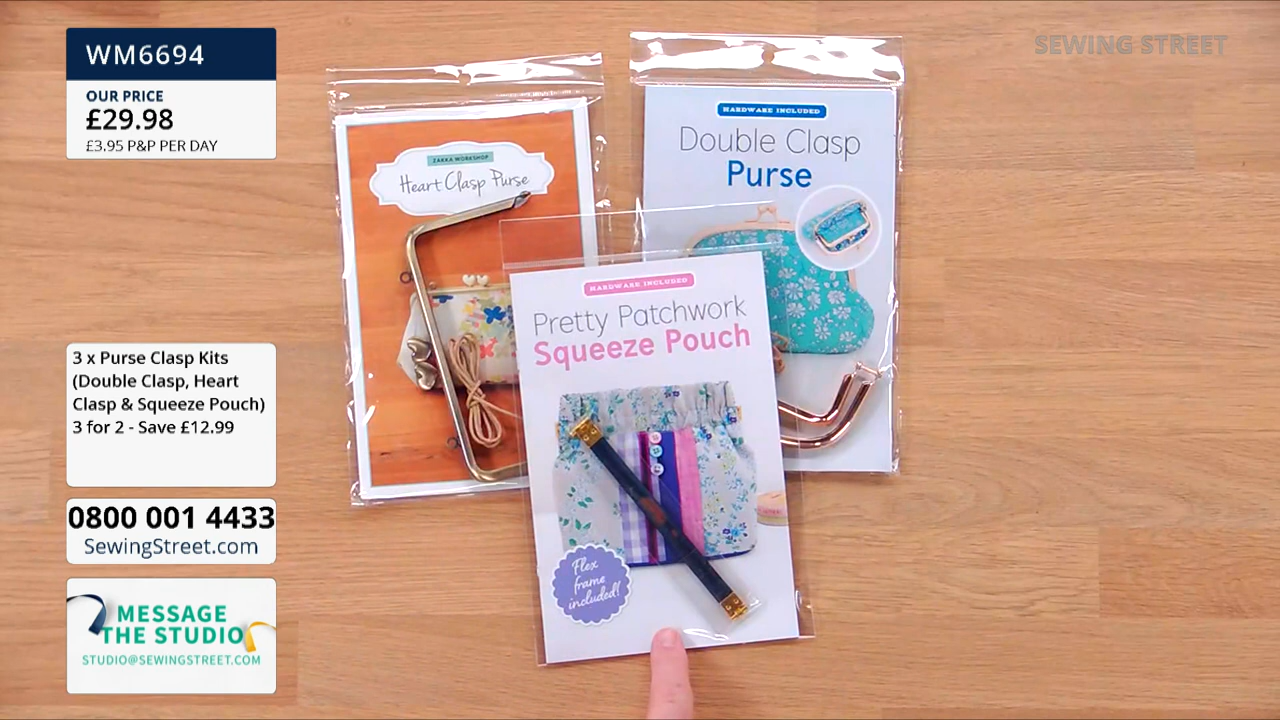 WM6694
OUR PRICE
£29.98
£3.95 P&P PER DAY
3 x Purse Clasp Kits
(Double Clasp, Heart
Clasp & Squeeze Pouch)
3 for 2 - Save £12.99
0800 001 4433
SewingStreet.com
MESSAGE
THE STUDIO
STUDIO@SEWINGSTREET.COM
SEWING STREET
ZAKKA WORKSHOP
Heart Clasp Purse
HARDWARE INCLUDED
Double Clasp
Purse
HARDWARE INCLUDED
Pretty Patchwork
Squeeze Pouch
Flex
frame
included!